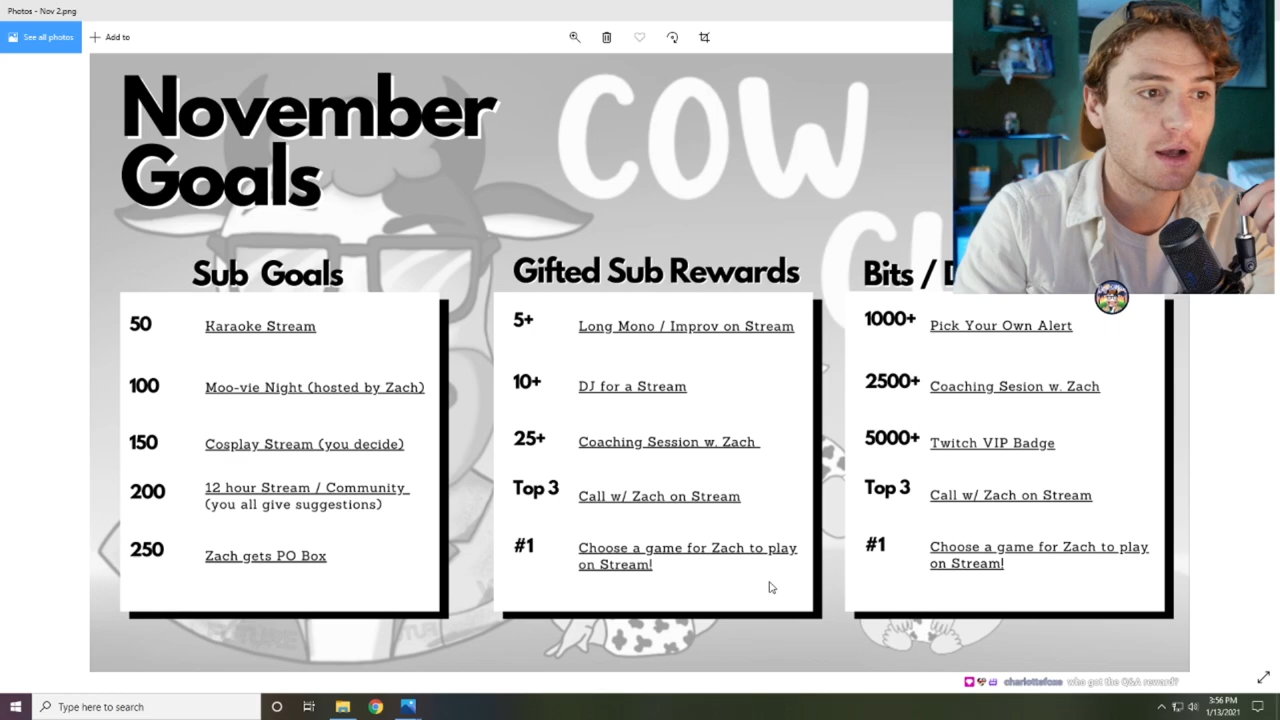 Photos - Nov 2.png
See all photos
Add to
November
Goals
COW
Sub Goals
50 Karaoke Stream
100 Moo-vie Night (hosted by Zach)
150 Cosplay Stream (you decide)
200 12 hour Stream / Community
(you all give suggestions)
250 Zach gets PO Box
Gifted Sub Rewards
5+ Long Mono / Improv on Stream
10+ DJ for a Stream
25+ Coaching Session w. Zach
Top 3 Call w/ Zach on Stream
#1 Choose a game for Zach to play
on Stream!
Bits /
1000+ Pick Your Own Alert
2500+ Coaching Sesion w. Zach
5000+ Twitch VIP Badge
Top 3 Call w/ Zach on Stream
#1 Choose a game for Zach to play
on Stream!
charlottefoxe who got the Q&A reward?
Type here to search
3:56 PM
1/13/2021